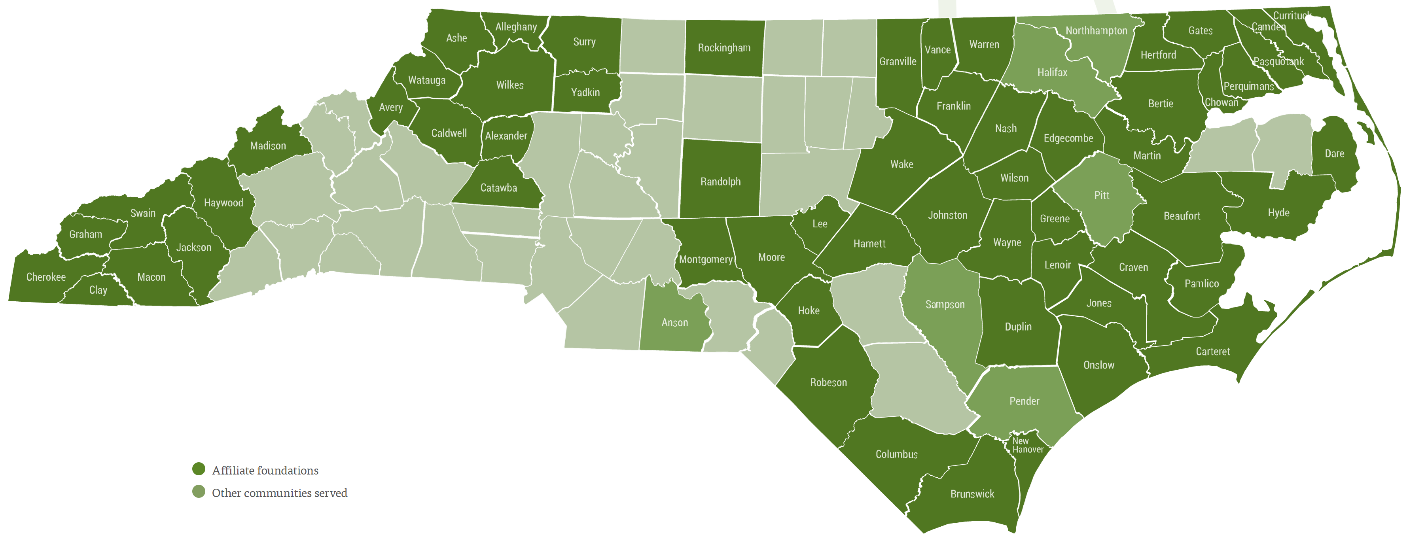 Currituck
Alleghany
Camden
Gates
Northhampton
Ashe
Surry
Rockingham
Vance
Warren
Hertford
Granville
Pasquotank
Halifax
Watauga
Wilkes
Yadkin
Perquimans
Chowan
Bertie
Avery
Franklin
Caldwell
Alexander
Nash
Edgecombe
Madison
Martin
Dare
Wake
Randolph
Wilson
Catawba
Pitt
Haywood
Swain
Johnston
Greene
Beaufort
Hyde
Graham
Lee
Jackson
Harnett
Wayne
Montgomery
Moore
Lenoir
Craven
Cherokee
Macon
Clay
Pamlico
Sampson
Jones
Hoke
Anson
Duplin
Carteret
Onslow
Robeson
Pender
New
Hanover
Columbus
Brunswick
Affiliate foundations
Other communities served